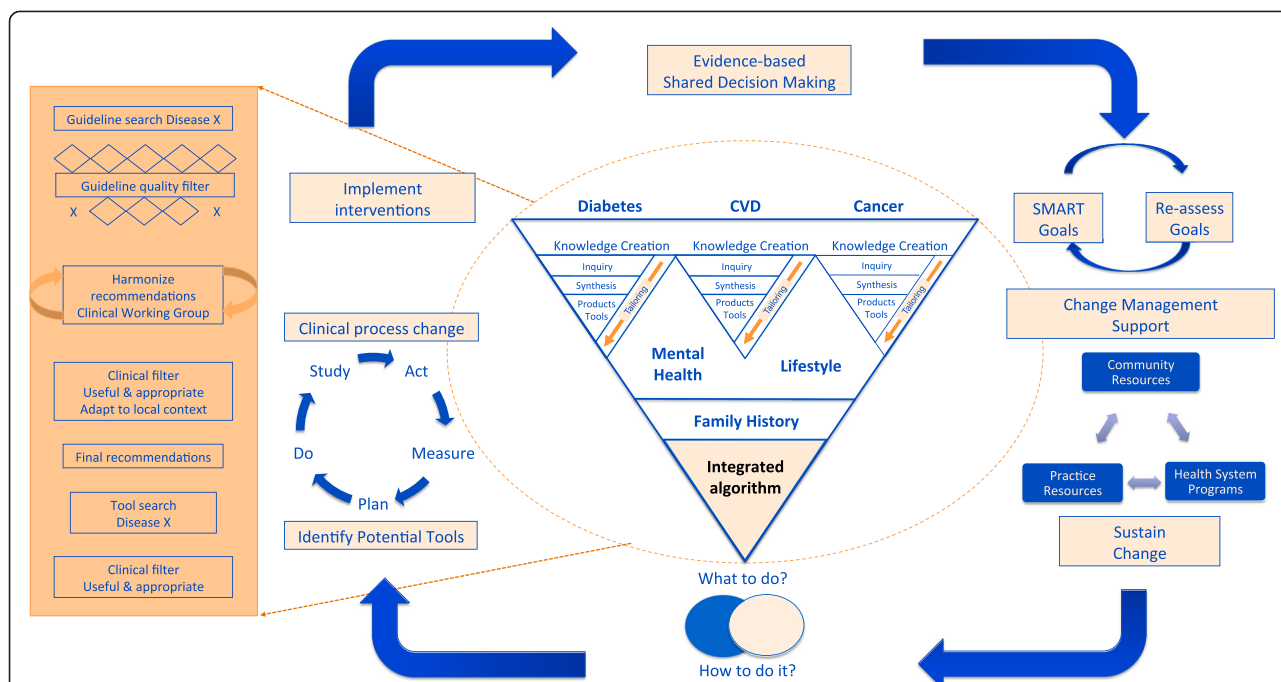 Evidence-based
Shared Decision Making
Guideline search Disease X
Guideline quality filter
X
X
Harmonize
recommendations
Clinical Working Group
Clinical filter
Useful & appropriate
Adapt to local context
Final recommendations
Tool search
Disease X
Clinical filter
Useful & appropriate
Implement
interventions
Clinical process change
Study
Act
Do
Measure
Plan
Identify Potential Tools
Diabetes
CVD
Cancer
Knowledge Creation
Inquiry
Synthesis
Products
Tools
Tailoring
Knowledge Creation
Inquiry
Synthesis
Products
Tools
Tailoring
Knowledge Creation
Inquiry
Synthesis
Products
Tools
Tailoring
Mental
Health
Lifestyle
Family History
Integrated
algorithm
What to do?
How to do it?
SMART
Goals
Re-assess
Goals
Change Management
Support
Community
Resources
Practice
Resources
Health System
Programs
Sustain
Change